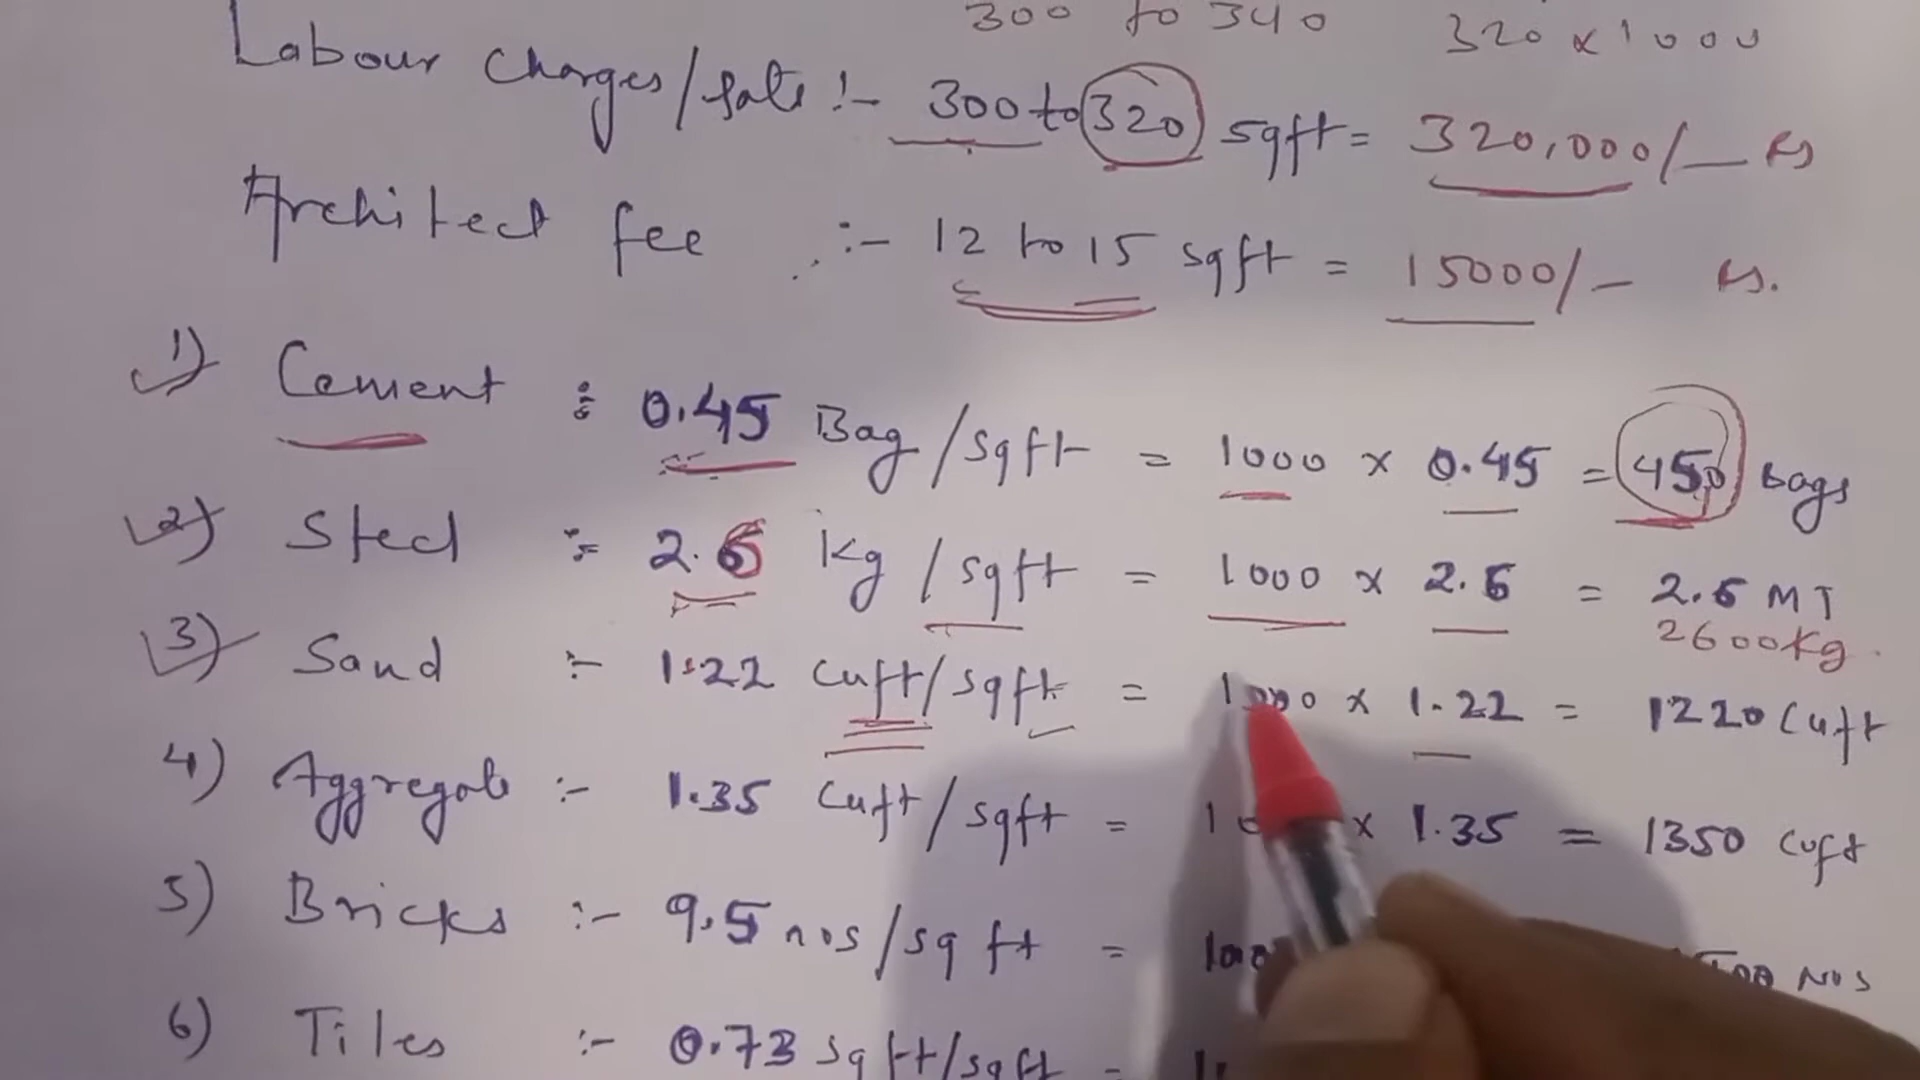 300 to 340 320 x 1000
Labour charges/rate :- 300 to 320 sqft = 320,000/- Rs
Architect fee :- 12 to 15 sqft = 15000/- Rs.
1) Cement : 0.45 Bag/sqft = 1000 x 0.45 = 450 Bags
2) Steel :- 2.6 Kg/sqft = 1000 x 2.6 = 2.6 MT
2600Kg
3) Sand :- 1.22 Cuft/sqft = 1000 x 1.22 = 1220 Cuft
4) Aggregate :- 1.35 Cuft/sqft = x 1.35 = 1350 Cuft
5) Bricks :- 9.5 nos/sqft = Nos
6) Tiles :- 0.73 sqft/sqft =